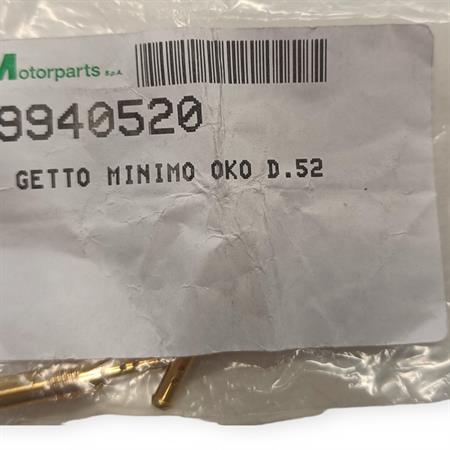 Motorparts S.p.A.
9940520
GETTO MINIMO OKO D.52